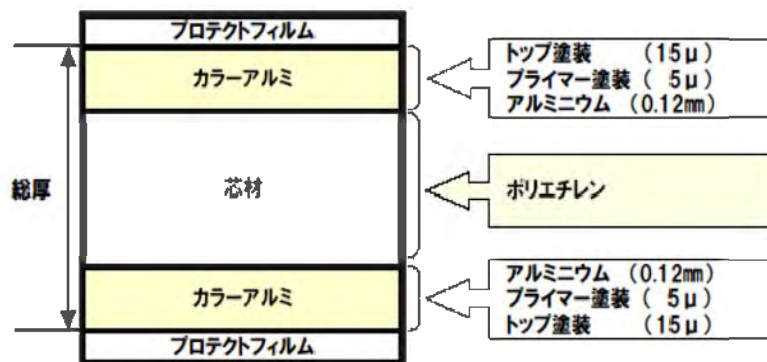 プロテクトフィルム
カラーアルミ
芯材
カラーアルミ
プロテクトフィルム
総厚
トップ塗装 （15μ）
プライマー塗装（ 5μ）
アルミニウム （0.12㎜）
ポリエチレン
アルミニウム （0.12㎜）
プライマー塗装（ 5μ）
トップ塗装 （15μ）